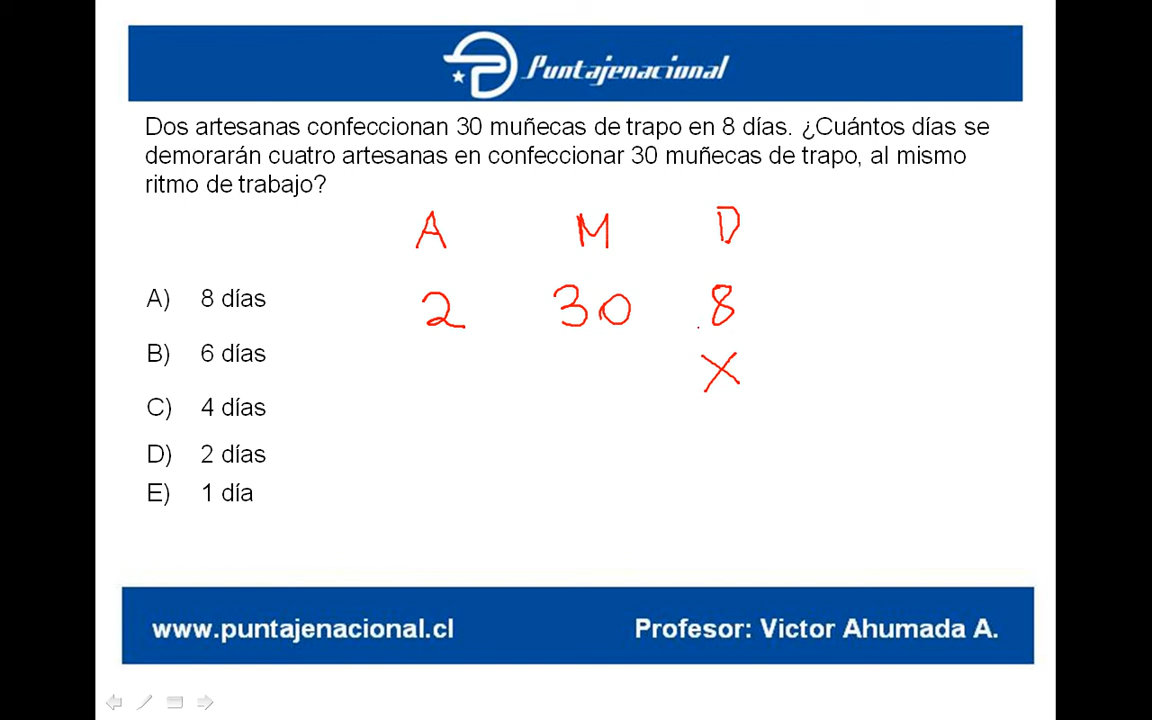 Puntajenacional
Dos artesanas confeccionan 30 muñecas de trapo en 8 días. ¿Cuántos días se
demorarán cuatro artesanas en confeccionar 30 muñecas de trapo, al mismo
ritmo de trabajo?
A M D
A) 8 días
2 30 8
B) 6 días
X
C) 4 días
D) 2 días
E) 1 día
www.puntajenacional.cl Profesor: Victor Ahumada A.